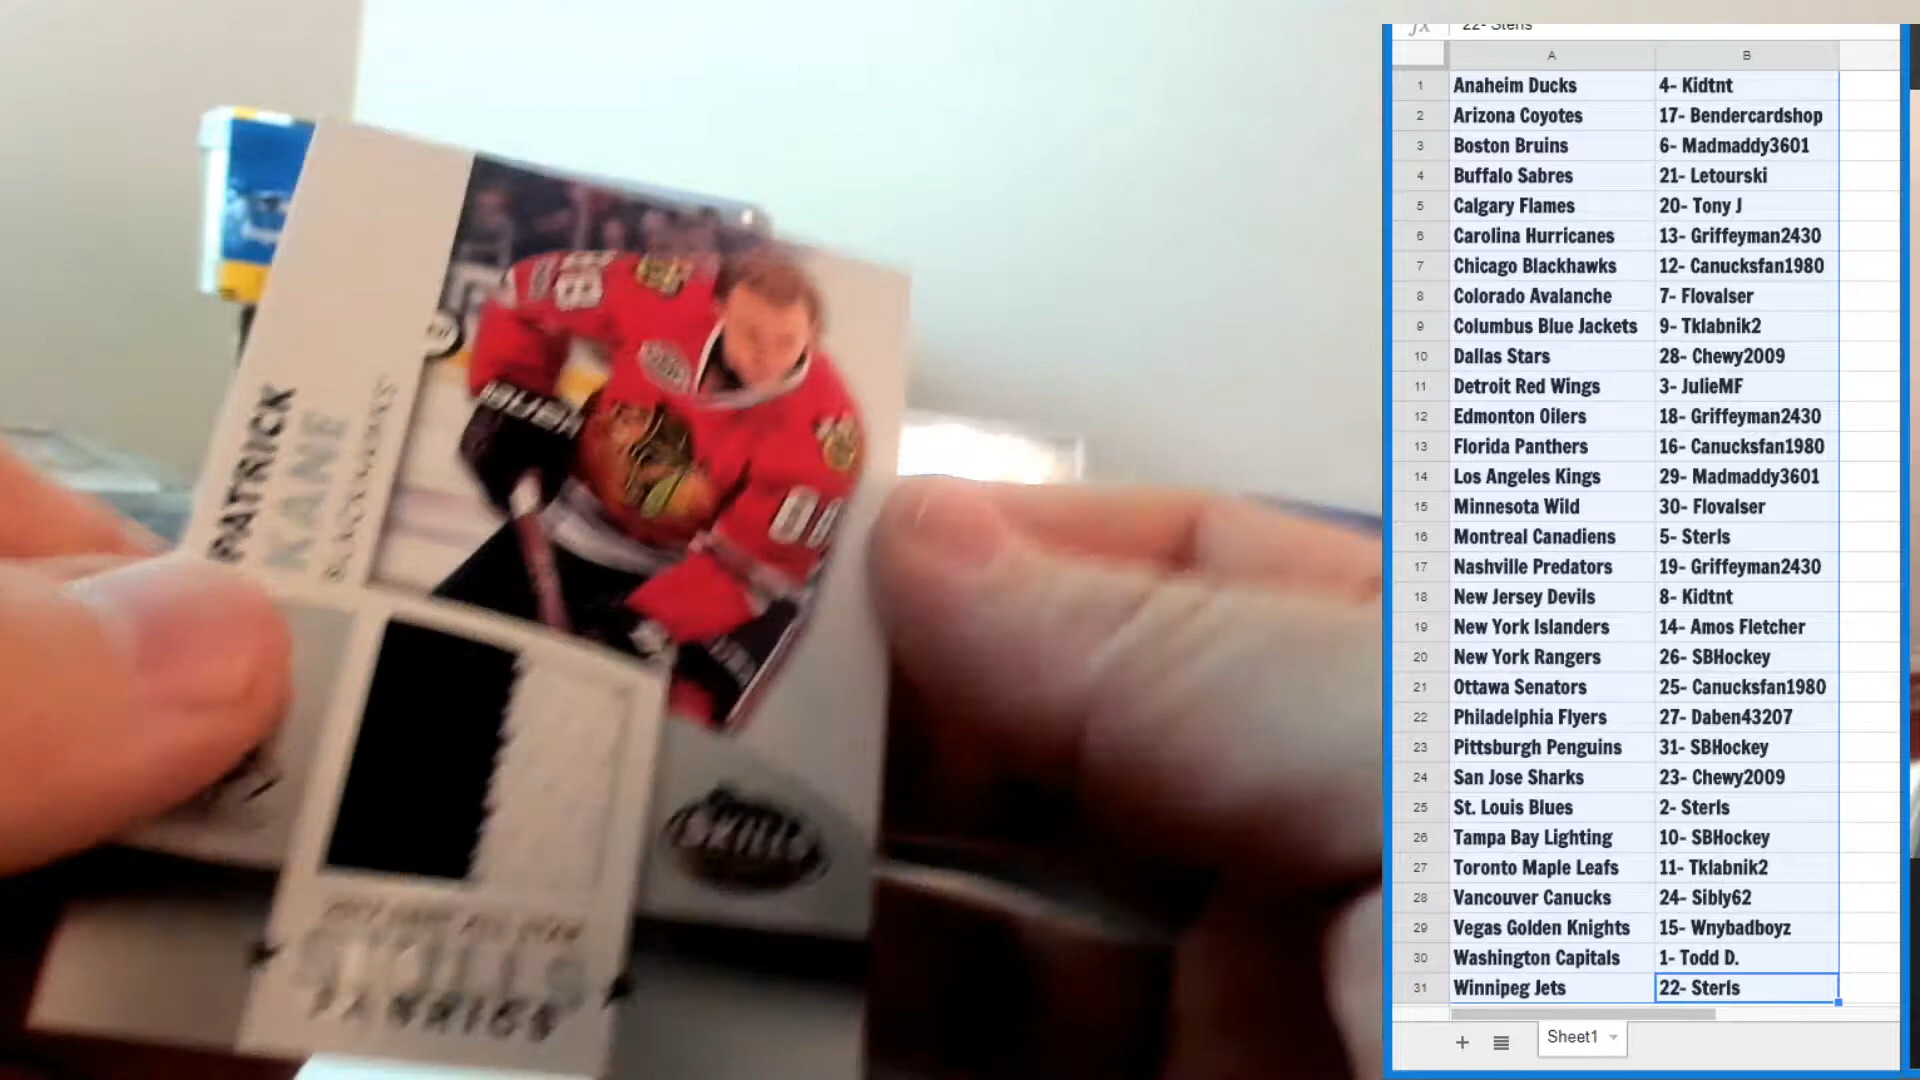 PATRICK
KANE
BLACKHAWKS
SKILLS
FABRICS
fx 22- Sterls
A B
1 Anaheim Ducks 4- Kidtnt
2 Arizona Coyotes 17- Bendercardshop
3 Boston Bruins 6- Madmaddy3601
4 Buffalo Sabres 21- Letourski
5 Calgary Flames 20- Tony J
6 Carolina Hurricanes 13- Griffeyman2430
7 Chicago Blackhawks 12- Canucksfan1980
8 Colorado Avalanche 7- Flovalser
9 Columbus Blue Jackets 9- Tklabnik2
10 Dallas Stars 28- Chewy2009
11 Detroit Red Wings 3- JulieMF
12 Edmonton Oilers 18- Griffeyman2430
13 Florida Panthers 16- Canucksfan1980
14 Los Angeles Kings 29- Madmaddy3601
15 Minnesota Wild 30- Flovalser
16 Montreal Canadiens 5- Sterls
17 Nashville Predators 19- Griffeyman2430
18 New Jersey Devils 8- Kidtnt
19 New York Islanders 14- Amos Fletcher
20 New York Rangers 26- SBHockey
21 Ottawa Senators 25- Canucksfan1980
22 Philadelphia Flyers 27- Daben43207
23 Pittsburgh Penguins 31- SBHockey
24 San Jose Sharks 23- Chewy2009
25 St. Louis Blues 2- Sterls
26 Tampa Bay Lighting 10- SBHockey
27 Toronto Maple Leafs 11- Tklabnik2
28 Vancouver Canucks 24- Sibly62
29 Vegas Golden Knights 15- Wnybadboyz
30 Washington Capitals 1- Todd D.
31 Winnipeg Jets 22- Sterls
Sheet1